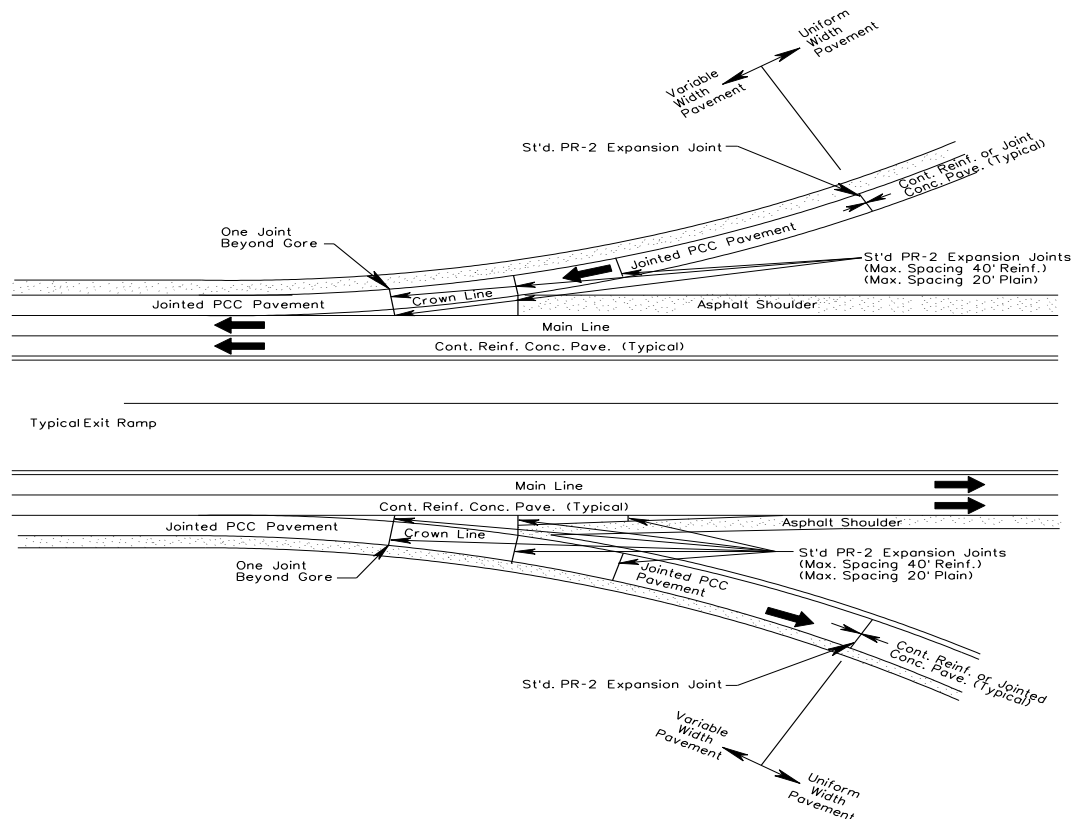 Uniform
Width
Pavement
Variable
Width
Pavement
St'd. PR-2 Expansion Joint
Cont. Reinf. or Joint
Conc. Pave. (Typical)
One Joint
Beyond Gore
Jointed PCC Pavement
St'd PR-2 Expansion Joints
(Max. Spacing 40' Reinf.)
(Max. Spacing 20' Plain)
Jointed PCC Pavement
Crown Line
Asphalt Shoulder
Main Line
Cont. Reinf. Conc. Pave. (Typical)
Typical Exit Ramp
Main Line
Cont. Reinf. Conc. Pave. (Typical)
Jointed PCC Pavement
Crown Line
Asphalt Shoulder
One Joint
Beyond Gore
St'd PR-2 Expansion Joints
(Max. Spacing 40' Reinf.)
(Max. Spacing 20' Plain)
Jointed PCC
Pavement
Cont. Reinf. or Jointed
Conc. Pave. (Typical)
St'd. PR-2 Expansion Joint
Variable
Width
Pavement
Uniform
Width
Pavement